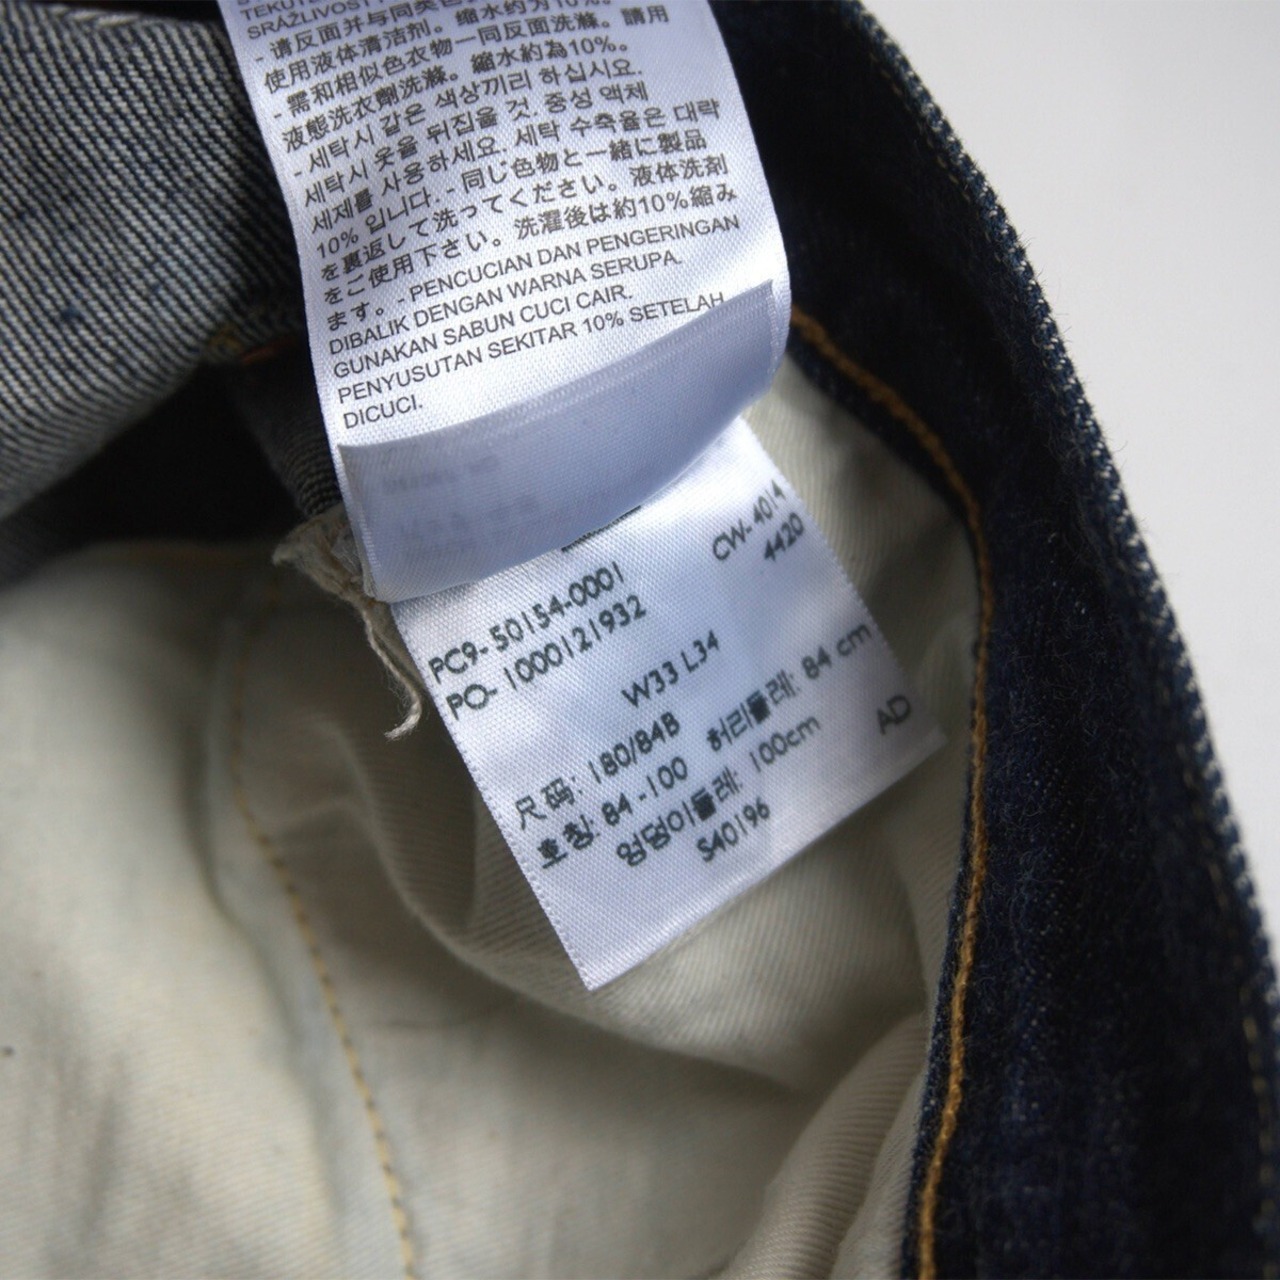 SRÁŽLIVOST
- 请反面并与同类色
使用液体清洁剂。缩水约为10%。
- 需和相似色衣物一同反面洗滌。請用
液態洗衣劑洗滌。縮水約為10%。
- 세탁시 같은 색상끼리 하십시요.
세탁시 옷을 뒤집을 것. 중성 액체
세제를 사용하세요. 세탁 수축율은 대략
10% 입니다. - 同じ色物と一緒に製品
を裏返して洗ってください。液体洗剤
をご使用下さい。洗濯後は約10%縮み
ます。- PENCUCIAN DAN PENGERINGAN
DIBALIK DENGAN WARNA SERUPA.
GUNAKAN SABUN CUCI CAIR.
PENYUSUTAN SEKITAR 10% SETELAH
DICUCI.
CW-4014
4420
PC9-50154-0001
PO-1000121932
W33 L34
尺码: 180/84B
호칭: 84-100 허리둘레: 84 cm
엉덩이둘레: 100cm
S40196
AD